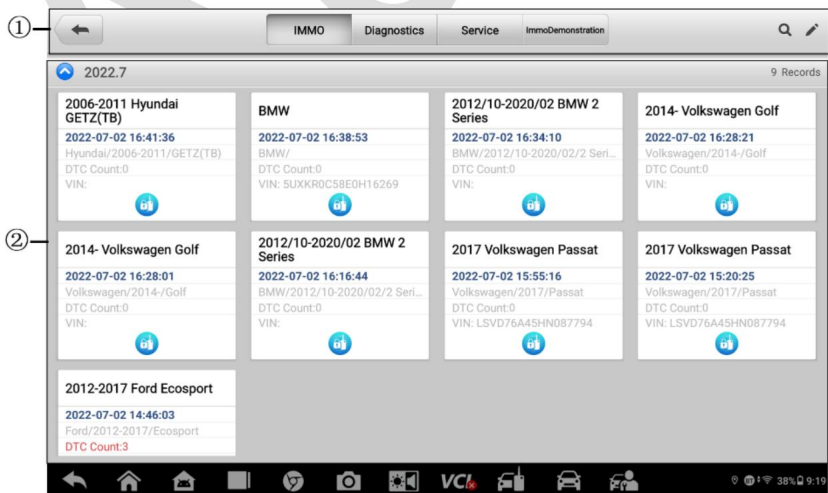 ①
IMMO Diagnostics Service ImmoDemonstration
2022.7 9 Records
2006-2011 Hyundai
GETZ(TB)
2022-07-02 16:41:36
Hyundai/2006-2011/GETZ(TB)
DTC Count:0
VIN:
BMW
2022-07-02 16:38:53
BMW/
DTC Count:0
VIN: 5UXKR0C58E0H16269
2012/10-2020/02 BMW 2
Series
2022-07-02 16:34:10
BMW/2012/10-2020/02/2 Seri...
DTC Count:0
VIN:
2014- Volkswagen Golf
2022-07-02 16:28:21
Volkswagen/2014-/Golf
DTC Count:0
VIN:
②
2014- Volkswagen Golf
2022-07-02 16:28:01
Volkswagen/2014-/Golf
DTC Count:0
VIN:
2012/10-2020/02 BMW 2
Series
2022-07-02 16:16:44
BMW/2012/10-2020/02/2 Seri...
DTC Count:0
VIN:
2017 Volkswagen Passat
2022-07-02 15:55:16
Volkswagen/2017/Passat
DTC Count:0
VIN: LSVD76A45HN087794
2017 Volkswagen Passat
2022-07-02 15:20:25
Volkswagen/2017/Passat
DTC Count:0
VIN: LSVD76A45HN087794
2012-2017 Ford Ecosport
2022-07-02 14:46:03
Ford/2012-2017/Ecosport
DTC Count:3
VCI 38% 9:19